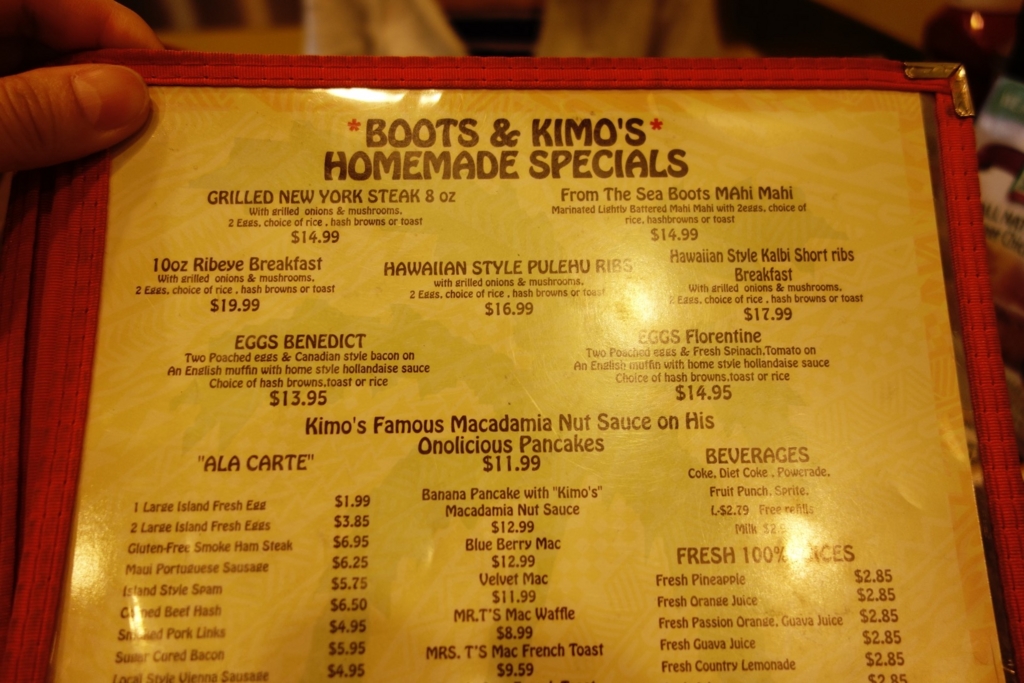 *BOOTS & KIMO'S*
HOMEMADE SPECIALS
GRILLED NEW YORK STEAK 8 oz
With grilled onions & mushrooms.
2 Eggs, choice of rice , hash browns or toast
$14.99
From The Sea Boots MAhi Mahi
Marinated Lightly Battered Mahi Mahi with 2eggs, choice of
rice, hashbrowns or toast
$14.99
10oz Ribeye Breakfast
With grilled onions & mushrooms,
2 Eggs, choice of rice , hash browns or toast
$19.99
HAWAIIAN STYLE PULEHU RIBS
with grilled onions & mushrooms.
2 Eggs, choice of rice , hash browns or toast
$16.99
Hawaiian Style Kalbi Short ribs
Breakfast
With grilled onions & mushrooms.
2 Eggs, choice of rice , hash browns or toast
$17.99
EGGS BENEDICT
Two Poached eggs & Canadian style bacon on
An English muffin with home style hollandaise sauce
Choice of hash browns,toast or rice
$13.95
EGGS Florentine
Two Poached eggs & Fresh Spinach,Tomato on
An English muffin with home style hollandaise sauce
Choice of hash browns,toast or rice
$14.95
Kimo's Famous Macadamia Nut Sauce on His
Onolicious Pancakes
$11.99
"ALA CARTE"
1 Large Island Fresh Egg $1.99
2 Large Island Fresh Eggs $3.85
Gluten-Free Smoke Ham Steak $6.95
Maui Portuguese Sausage $6.25
Island Style Spam $5.75
Corned Beef Hash $6.50
Smoked Pork Links $4.95
Sugar Cured Bacon $5.95
Local Style Vienna Sausage $4.95
Banana Pancake with "Kimo's"
Macadamia Nut Sauce
$12.99
Blue Berry Mac
$12.99
Velvet Mac
$11.99
MR.T'S Mac Waffle
$8.99
MRS. T'S Mac French Toast
$9.59
BEVERAGES
Coke, Diet Coke , Powerade,
Fruit Punch, Sprite,
L-$2.79 Free refills
Milk
FRESH 100% JUICES
Fresh Pineapple $2.85
Fresh Orange Juice $2.85
Fresh Passion Orange, Guava Juice $2.85
Fresh Guava Juice $2.85
Fresh Country Lemonade $2.85
$2.85